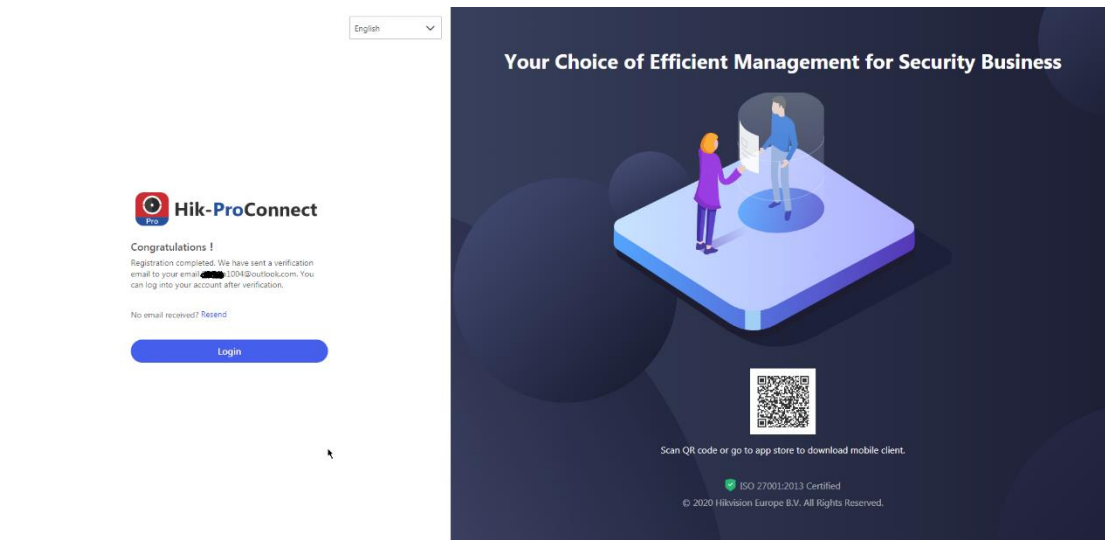 English
Your Choice of Efficient Management for Security Business
Pro
Hik-ProConnect
Congratulations !
Registration completed. We have sent a verification
email to your email 1004@outlook.com. You
can log into your account after verification.
No email received? Resend
Login
Scan QR code or go to app store to download mobile client.
ISO 27001:2013 Certified
© 2020 Hikvision Europe B.V. All Rights Reserved.